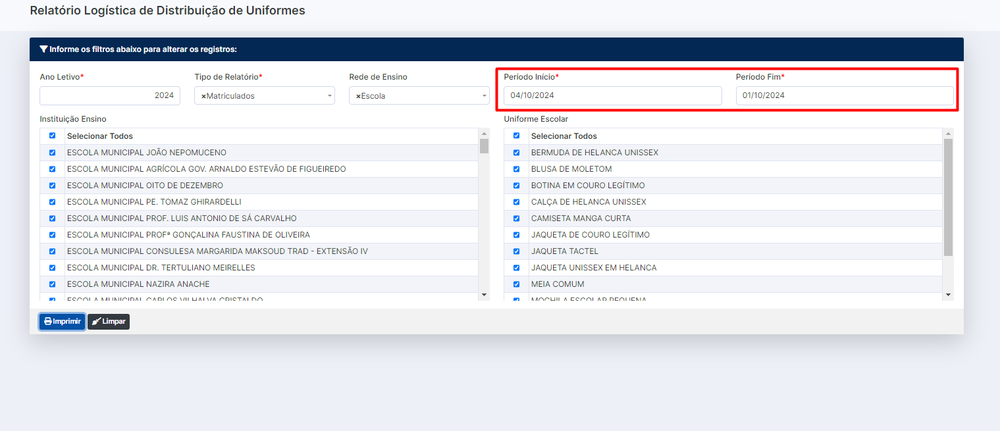 Relatório Logística de Distribuição de Uniformes
Informe os filtros abaixo para alterar os registros:
Ano Letivo* Tipo de Relatório* Rede de Ensino Período Início* Período Fim*
2024 ×Matriculados ×Escola 04/10/2024 01/10/2024
Instituição Ensino
Selecionar Todos
ESCOLA MUNICIPAL JOÃO NEPOMUCENO
ESCOLA MUNICIPAL AGRÍCOLA GOV. ARNALDO ESTEVÃO DE FIGUEIREDO
ESCOLA MUNICIPAL OITO DE DEZEMBRO
ESCOLA MUNICIPAL PE. TOMAZ GHIRARDELLI
ESCOLA MUNICIPAL PROF. LUIS ANTONIO DE SÁ CARVALHO
ESCOLA MUNICIPAL PROFª GONÇALINA FAUSTINA DE OLIVEIRA
ESCOLA MUNICIPAL CONSULESA MARGARIDA MAKSOUD TRAD - EXTENSÃO IV
ESCOLA MUNICIPAL DR. TERTULIANO MEIRELLES
ESCOLA MUNICIPAL NAZIRA ANACHE
ESCOLA MUNICIPAL CARLOS VILHALVA CRISTALDO
Uniforme Escolar
Selecionar Todos
BERMUDA DE HELANCA UNISSEX
BLUSA DE MOLETOM
BOTINA EM COURO LEGÍTIMO
CALÇA DE HELANCA UNISSEX
CAMISETA MANGA CURTA
JAQUETA DE COURO LEGÍTIMO
JAQUETA TACTEL
JAQUETA UNISSEX EM HELANCA
MEIA COMUM
MOCHILA ESCOLAR PEQUENA
Imprimir Limpar